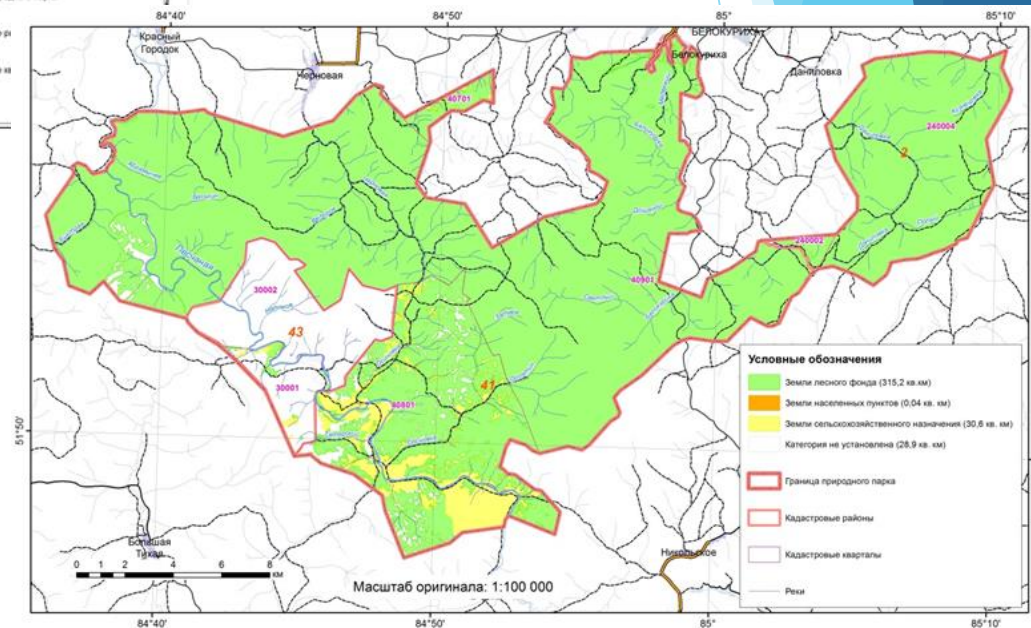 84°40'
84°50'
85°
85°10'
Красный
Городок
Черновая
БЕЛОКУРИХА
Белокуриха
Даниловка
40701
240004
2
240002
40901
Песчаная
30002
43
41
30001
40601
51°50'
Большая
Тихая
Никольское
0 1 2 4 6 8
км
Масштаб оригинала: 1:100 000
Условные обозначения
Земли лесного фонда (315,2 кв.км)
Земли населенных пунктов (0,04 кв. км)
Земли сельскохозяйственного назначения (30,6 кв. км)
Категория не установлена (28,9 кв. км)
Граница природного парка
Кадастровые районы
Кадастровые кварталы
Реки
84°40'
84°50'
85°
85°10'